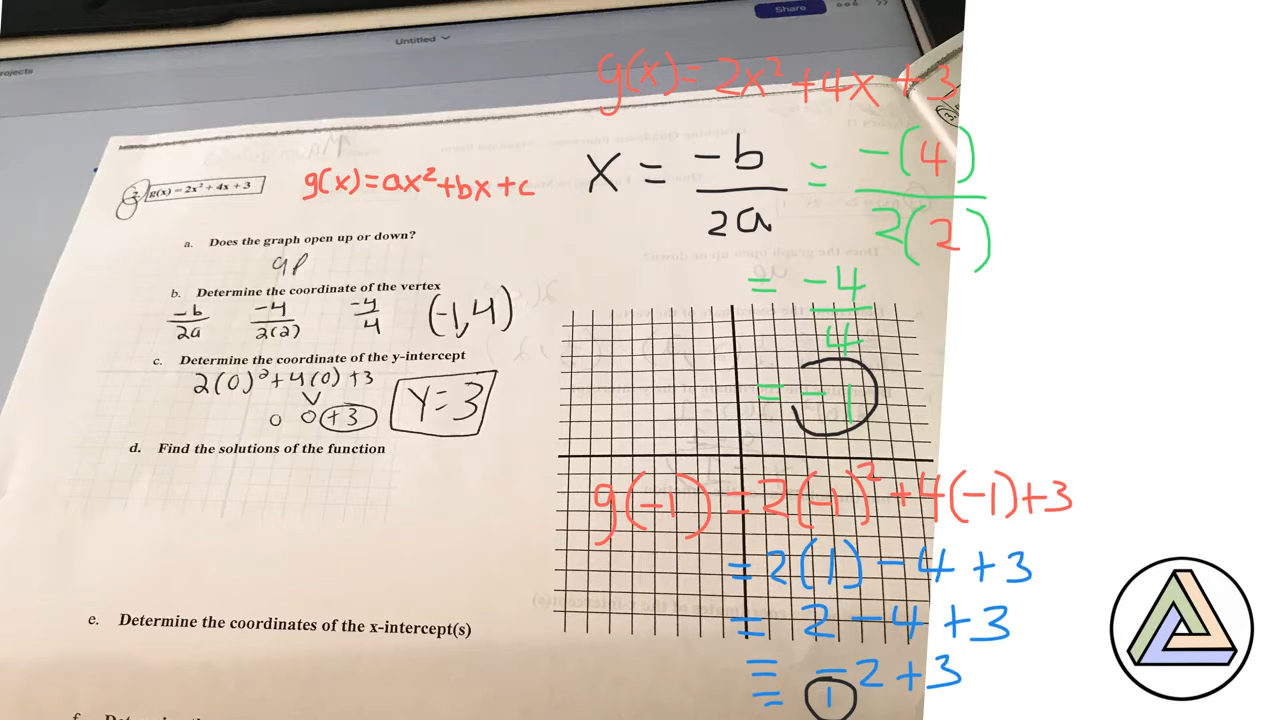 Share
Untitled
rojects
g(x) = 2x² + 4x + 3
x = -b/2a = -(4)/2(2)
= -4/4
= -1
2. g(x) = 2x² + 4x + 3
g(x) = ax² + bx + c
a. Does the graph open up or down?
up
b. Determine the coordinate of the vertex
-b/2a -4/2(2) -4/4 (-1,4)
c. Determine the coordinate of the y-intercept
2(0)² + 4(0) + 3
0 0 +3 Y = 3
d. Find the solutions of the function
g(-1) = 2(-1)² + 4(-1) + 3
= 2(1) - 4 + 3
= 2 - 4 + 3
= -2 + 3
= 1
e. Determine the coordinates of the x-intercept(s)